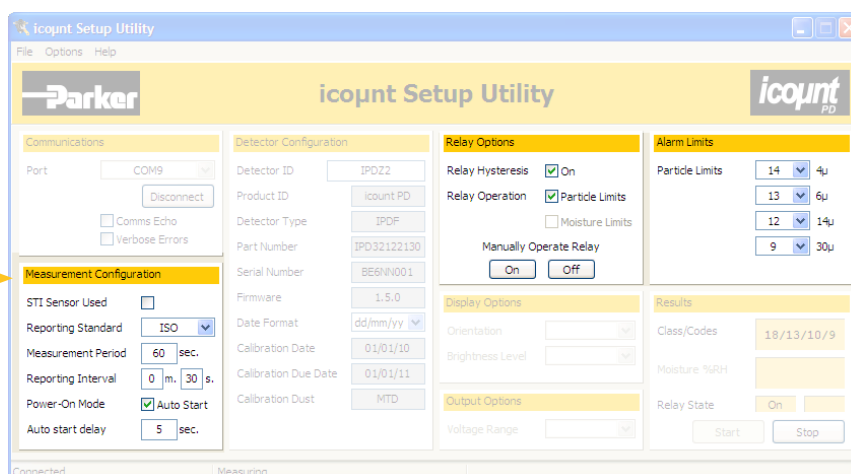 icount Setup Utility
File Options Help
Parker
icount Setup Utility
icount
PD
Communications
Port COM9
Disconnect
Comms Echo
Verbose Errors
Measurement Configuration
STI Sensor Used
Reporting Standard ISO
Measurement Period 60 sec.
Reporting Interval 0 m. 30 s.
Power-On Mode Auto Start
Auto start delay 5 sec.
Detector Configuration
Detector ID IPDZ2
Product ID icount PD
Detector Type IPDF
Part Number IPD32122130
Serial Number BE6NN001
Firmware 1.5.0
Date Format dd/mm/yy
Calibration Date 01/01/10
Calibration Due Date 01/01/11
Calibration Dust MTD
Relay Options
Relay Hysteresis On
Relay Operation Particle Limits
Moisture Limits
Manually Operate Relay
On Off
Display Options
Orientation
Brightness Level
Output Options
Voltage Range
Alarm Limits
Particle Limits 14 4µ
13 6µ
12 14µ
9 30µ
Results
Class/Codes 18/13/10/9
Moisture %RH
Relay State On
Start Stop
Connected Measuring